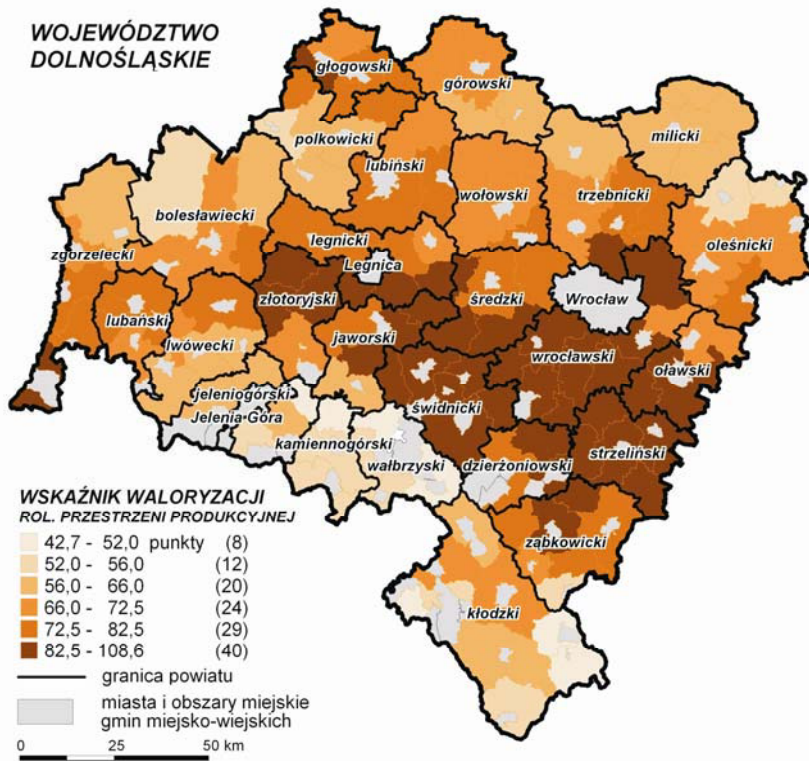 WOJEWÓDZTWO
DOLNOŚLĄSKIE
głogowski
górowski
milicki
polkowicki
lubiński
wołowski
trzebnicki
bolesławiecki
oleśnicki
legnicki
zgorzelecki
Legnica
złotoryjski
średzki
Wrocław
lubański
jaworski
lwówecki
wrocławski
oławski
jeleniogórski
świdnicki
Jelenia Góra
kamiennogórski
wałbrzyski
dzierżoniowski
strzeliński
ząbkowicki
kłodzki
WSKAŹNIK WALORYZACJI
ROL. PRZESTRZENI PRODUKCYJNEJ
42,7 - 52,0 punkty (8)
52,0 - 56,0 (12)
56,0 - 66,0 (20)
66,0 - 72,5 (24)
72,5 - 82,5 (29)
82,5 - 108,6 (40)
granica powiatu
miasta i obszary miejskie
gmin miejsko-wiejskich
0 25 50 km